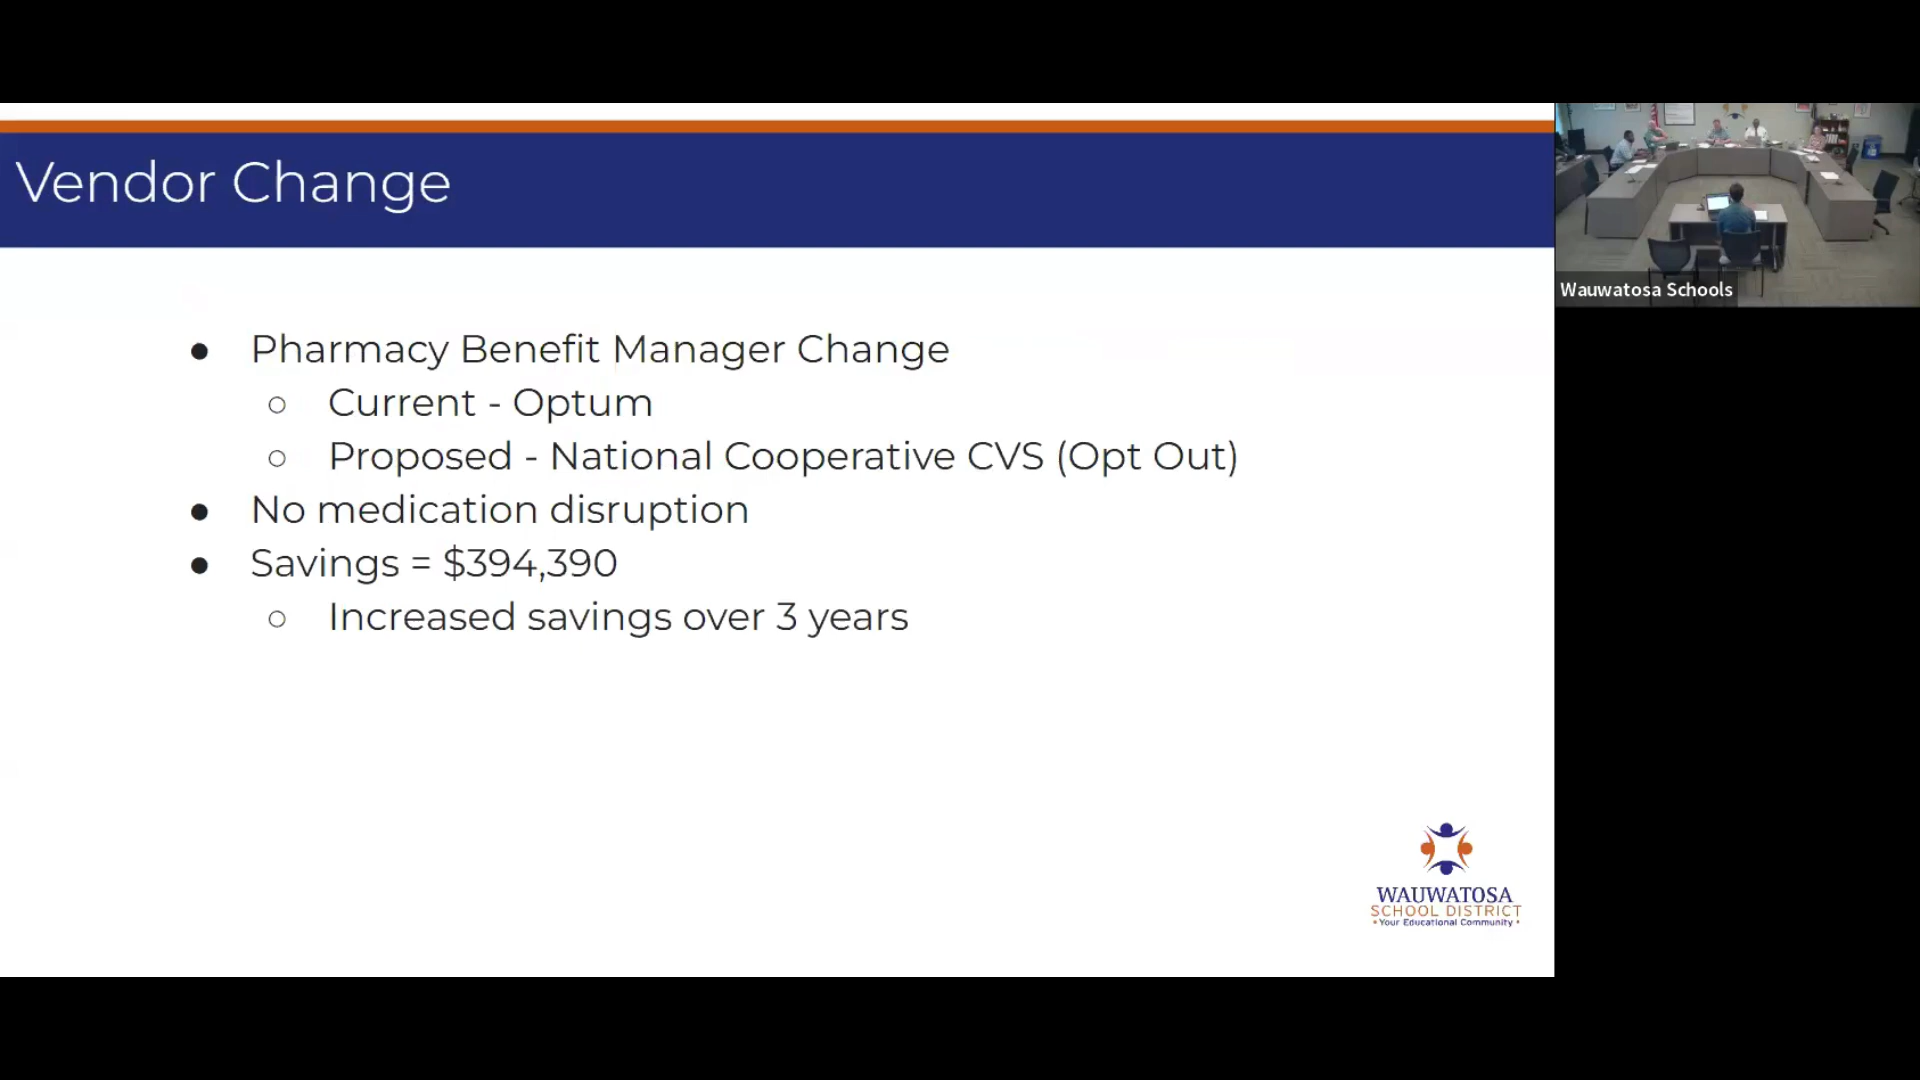 Vendor Change
● Pharmacy Benefit Manager Change
○ Current - Optum
○ Proposed - National Cooperative CVS (Opt Out)
● No medication disruption
● Savings = $394,390
○ Increased savings over 3 years
WAUWATOSA
SCHOOL DISTRICT
• Your Educational Community •
Wauwatosa Schools